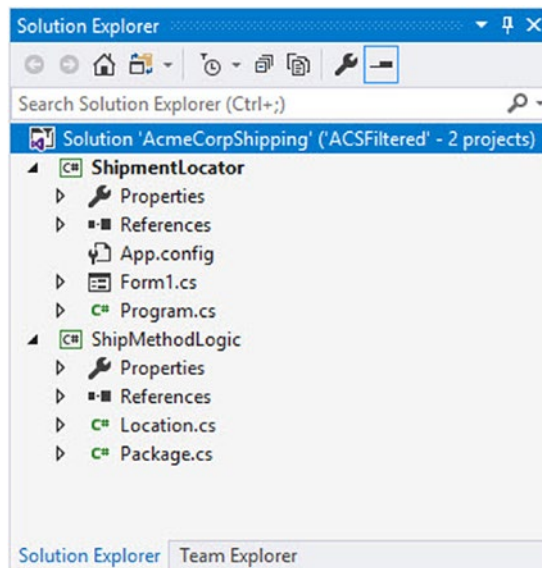 Solution Explorer
Search Solution Explorer (Ctrl+;)
Solution 'AcmeCorpShipping' ('ACSFiltered' - 2 projects)
C# ShipmentLocator
Properties
References
App.config
Form1.cs
C# Program.cs
C# ShipMethodLogic
Properties
References
C# Location.cs
C# Package.cs
Solution Explorer Team Explorer